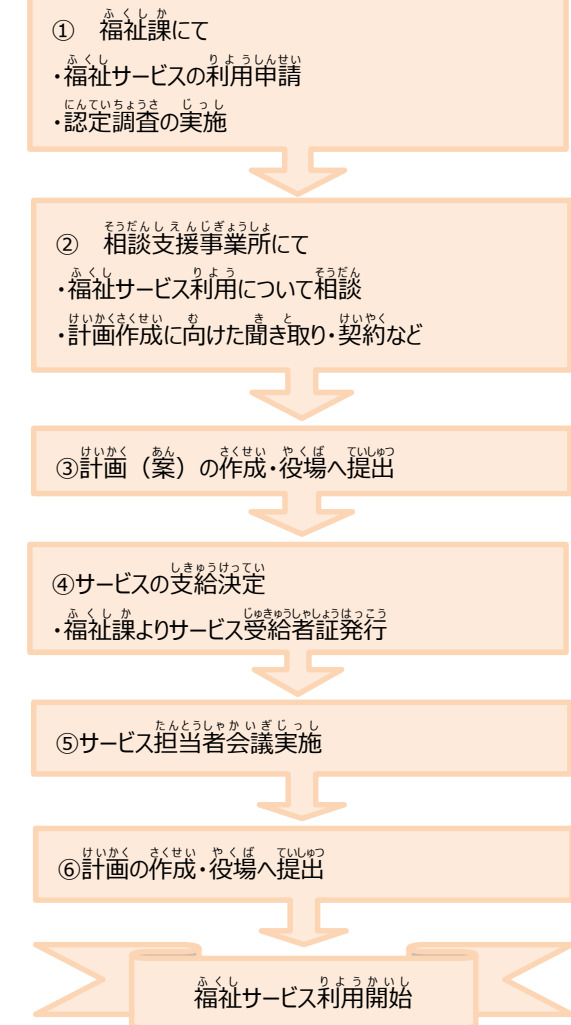 ① 福祉課にて
・福祉サービスの利用申請
・認定調査の実施
② 相談支援事業所にて
・福祉サービス利用について相談
・計画作成に向けた聞き取り・契約など
③計画（案）の作成・役場へ提出
④サービスの支給決定
・福祉課よりサービス受給者証発行
⑤サービス担当者会議実施
⑥計画の作成・役場へ提出
福祉サービス利用開始